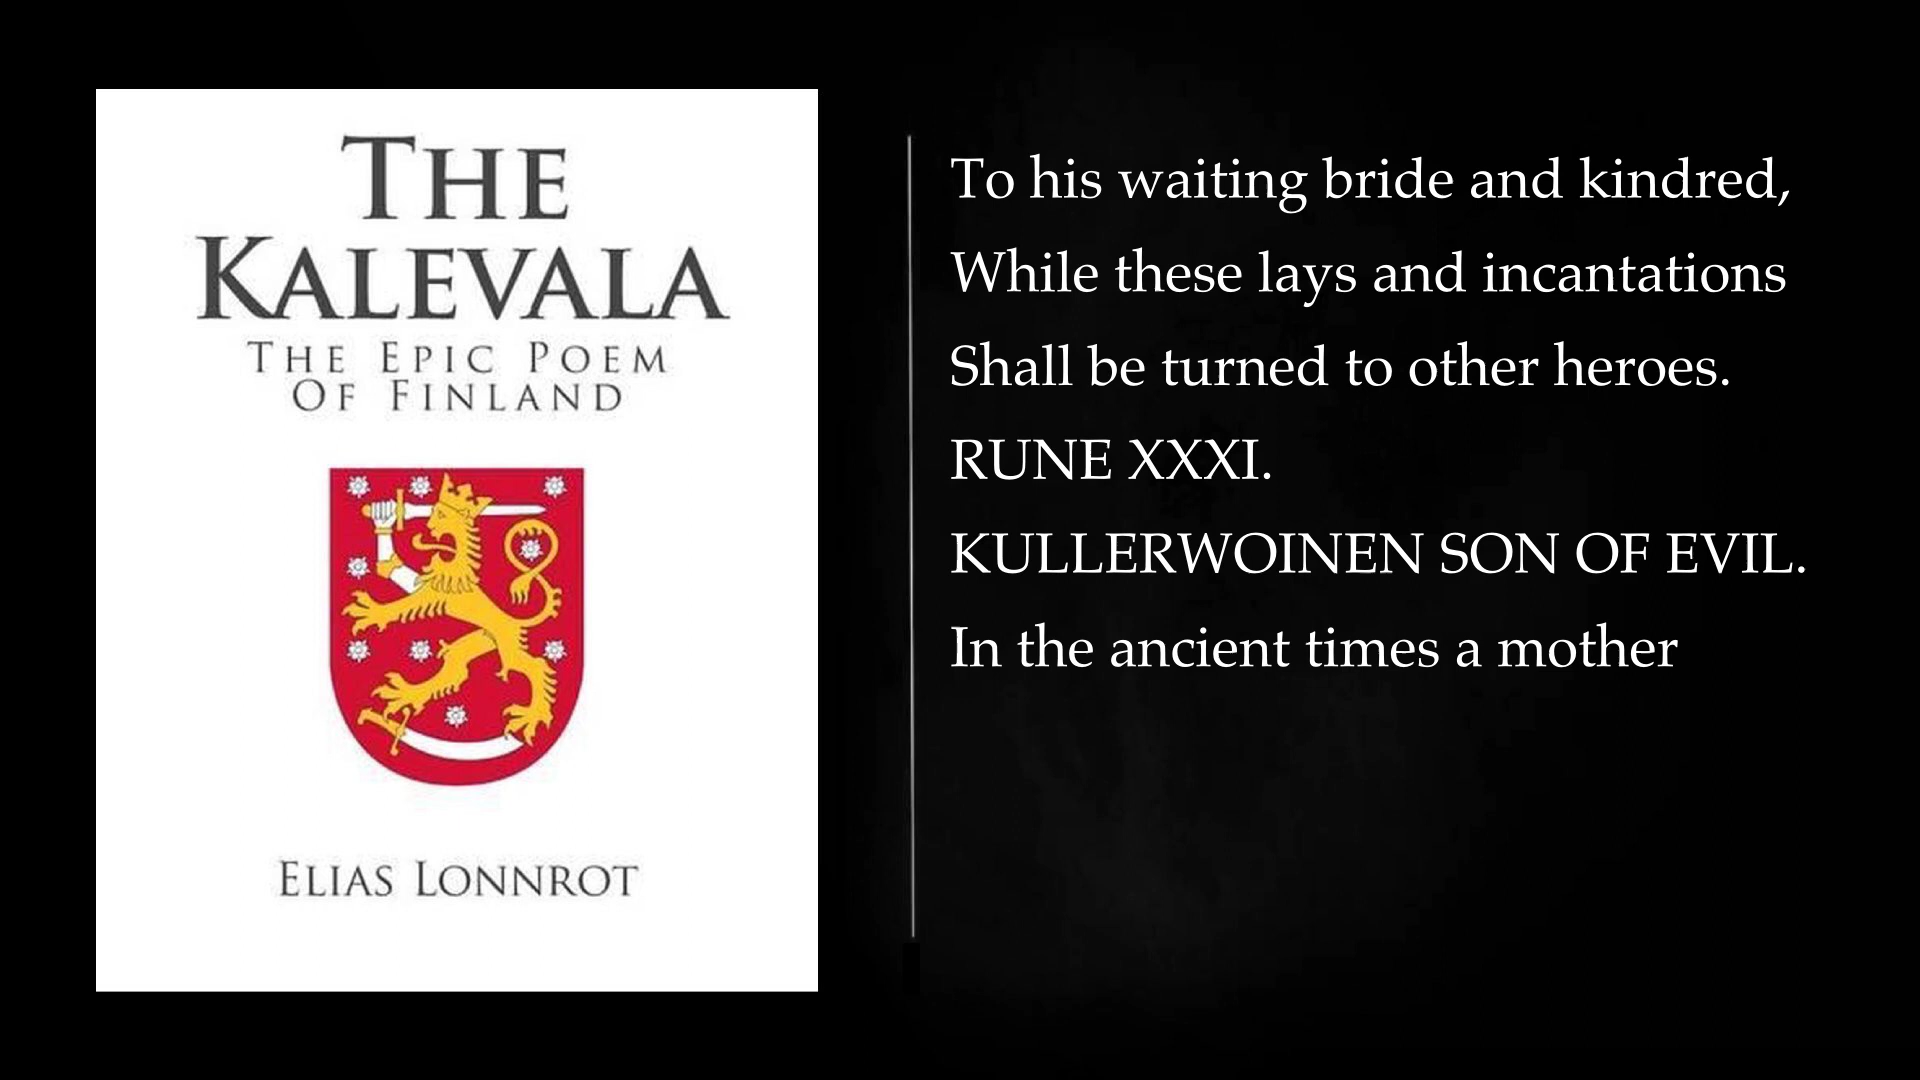 THE
KALEVALA
THE EPIC POEM
OF FINLAND
ELIAS LONNROT
To his waiting bride and kindred,
While these lays and incantations
Shall be turned to other heroes.
RUNE XXXI.
KULLERWOINEN SON OF EVIL.
In the ancient times a mother